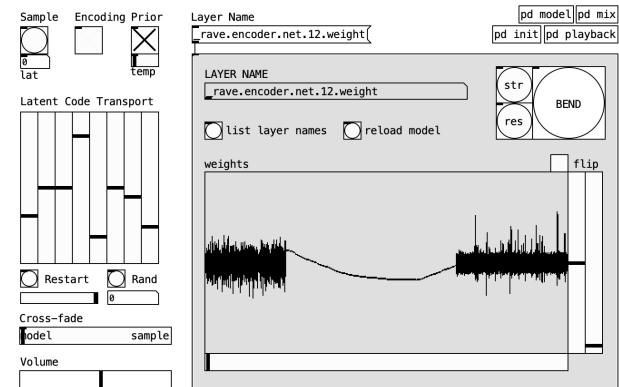 Sample Encoding Prior
0
lat
temp
Layer Name
_rave.encoder.net.12.weight
pd model pd mix
pd init pd playback
LAYER NAME
_rave.encoder.net.12.weight
list layer names reload model
str
res
BEND
Latent Code Transport
weights
flip
Restart Rand
0
Cross-fade
model sample
Volume